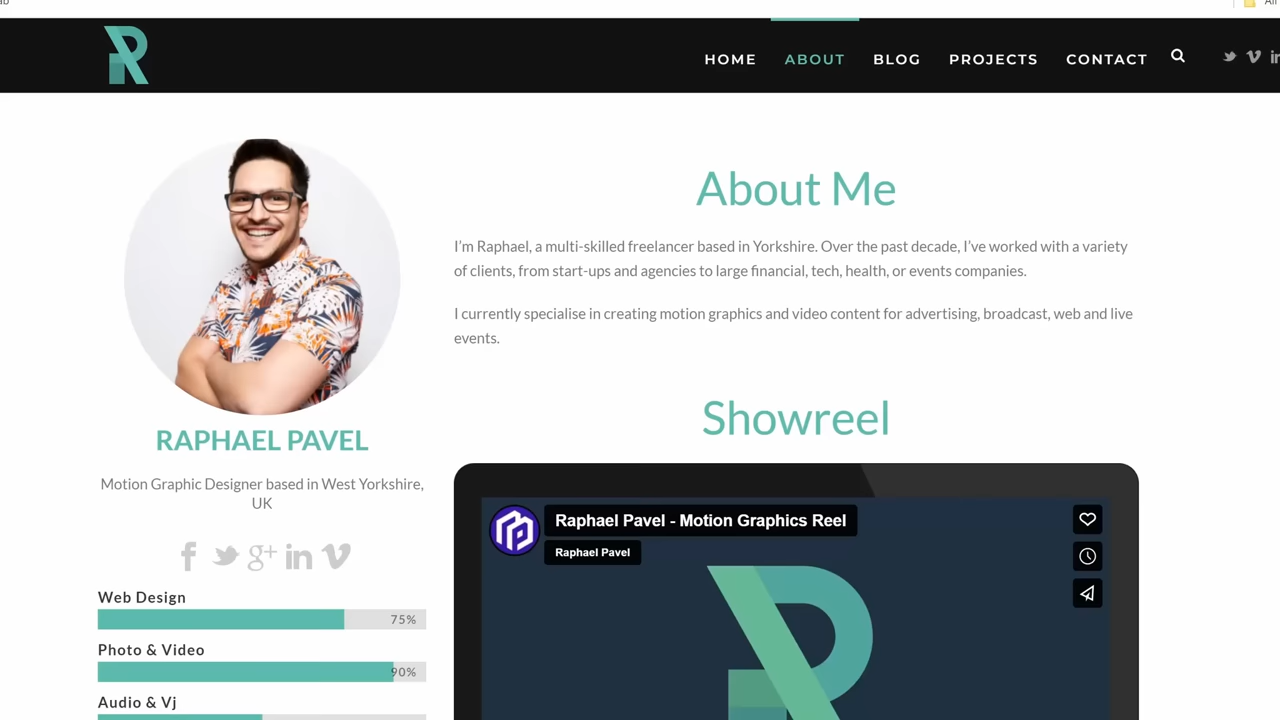 HOME ABOUT BLOG PROJECTS CONTACT
About Me
I'm Raphael, a multi-skilled freelancer based in Yorkshire. Over the past decade, I've worked with a variety
of clients, from start-ups and agencies to large financial, tech, health, or events companies.
I currently specialise in creating motion graphics and video content for advertising, broadcast, web and live
events.
RAPHAEL PAVEL
Motion Graphic Designer based in West Yorkshire,
UK
Web Design
75%
Photo & Video
90%
Audio & Vj
Showreel
Raphael Pavel - Motion Graphics Reel
Raphael Pavel